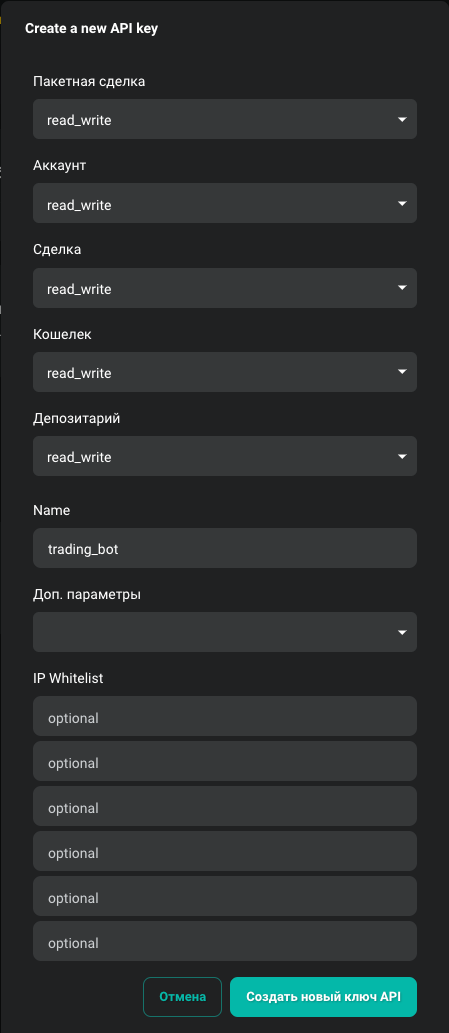 Create a new API key
Пакетная сделка
read_write
Аккаунт
read_write
Сделка
read_write
Кошелек
read_write
Депозитарий
read_write
Name
trading_bot
Доп. параметры
IP Whitelist
optional
optional
optional
optional
optional
optional
Отмена
Создать новый ключ API